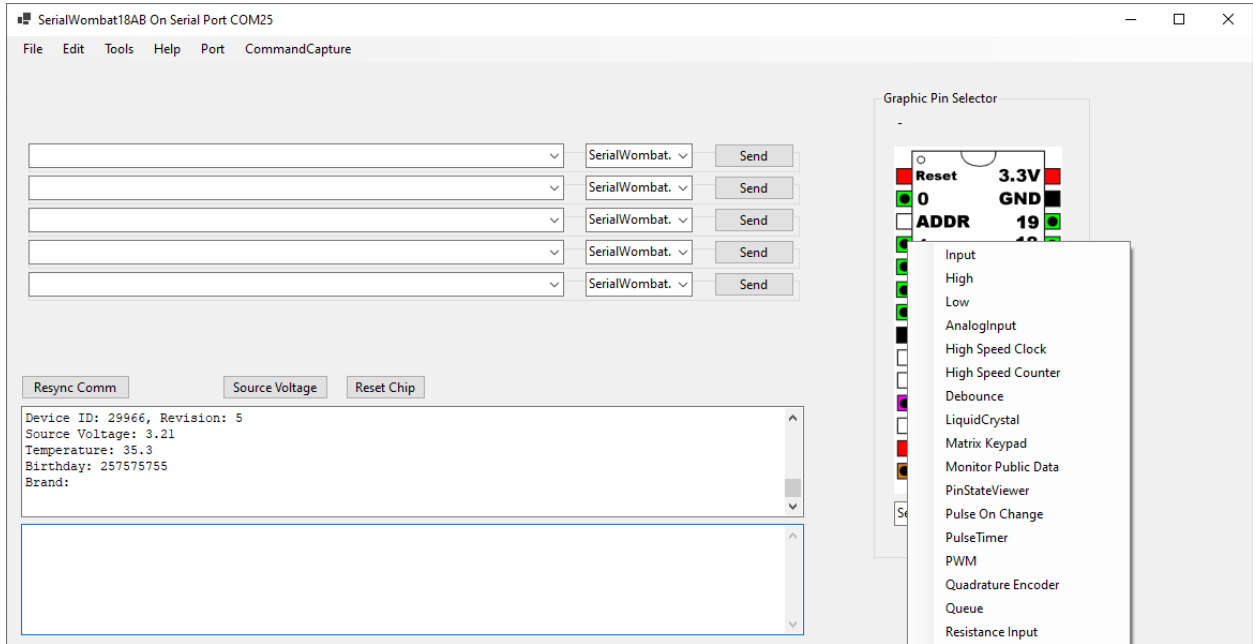 SerialWombat18AB On Serial Port COM25
File Edit Tools Help Port CommandCapture
Graphic Pin Selector
-
SerialWombat. Send
SerialWombat. Send
SerialWombat. Send
SerialWombat. Send
SerialWombat. Send
Reset 3.3V
0 GND
ADDR 19
Input
High
Low
AnalogInput
High Speed Clock
High Speed Counter
Debounce
LiquidCrystal
Matrix Keypad
Monitor Public Data
PinStateViewer
Pulse On Change
PulseTimer
PWM
Quadrature Encoder
Queue
Resistance Input
Resync Comm Source Voltage Reset Chip
Device ID: 29966, Revision: 5
Source Voltage: 3.21
Temperature: 35.3
Birthday: 257575755
Brand: